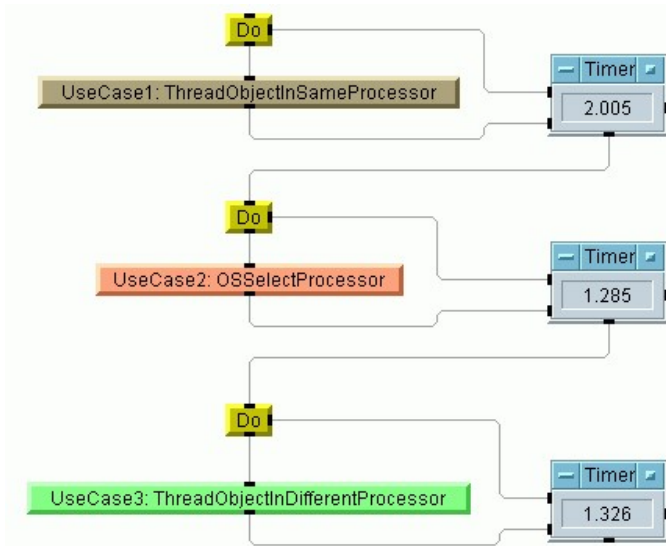 Do
Timer
UseCase1: ThreadObjectInSameProcessor
2.005
Do
Timer
UseCase2: OSSelectProcessor
1.285
Do
Timer
UseCase3: ThreadObjectInDifferentProcessor
1.326